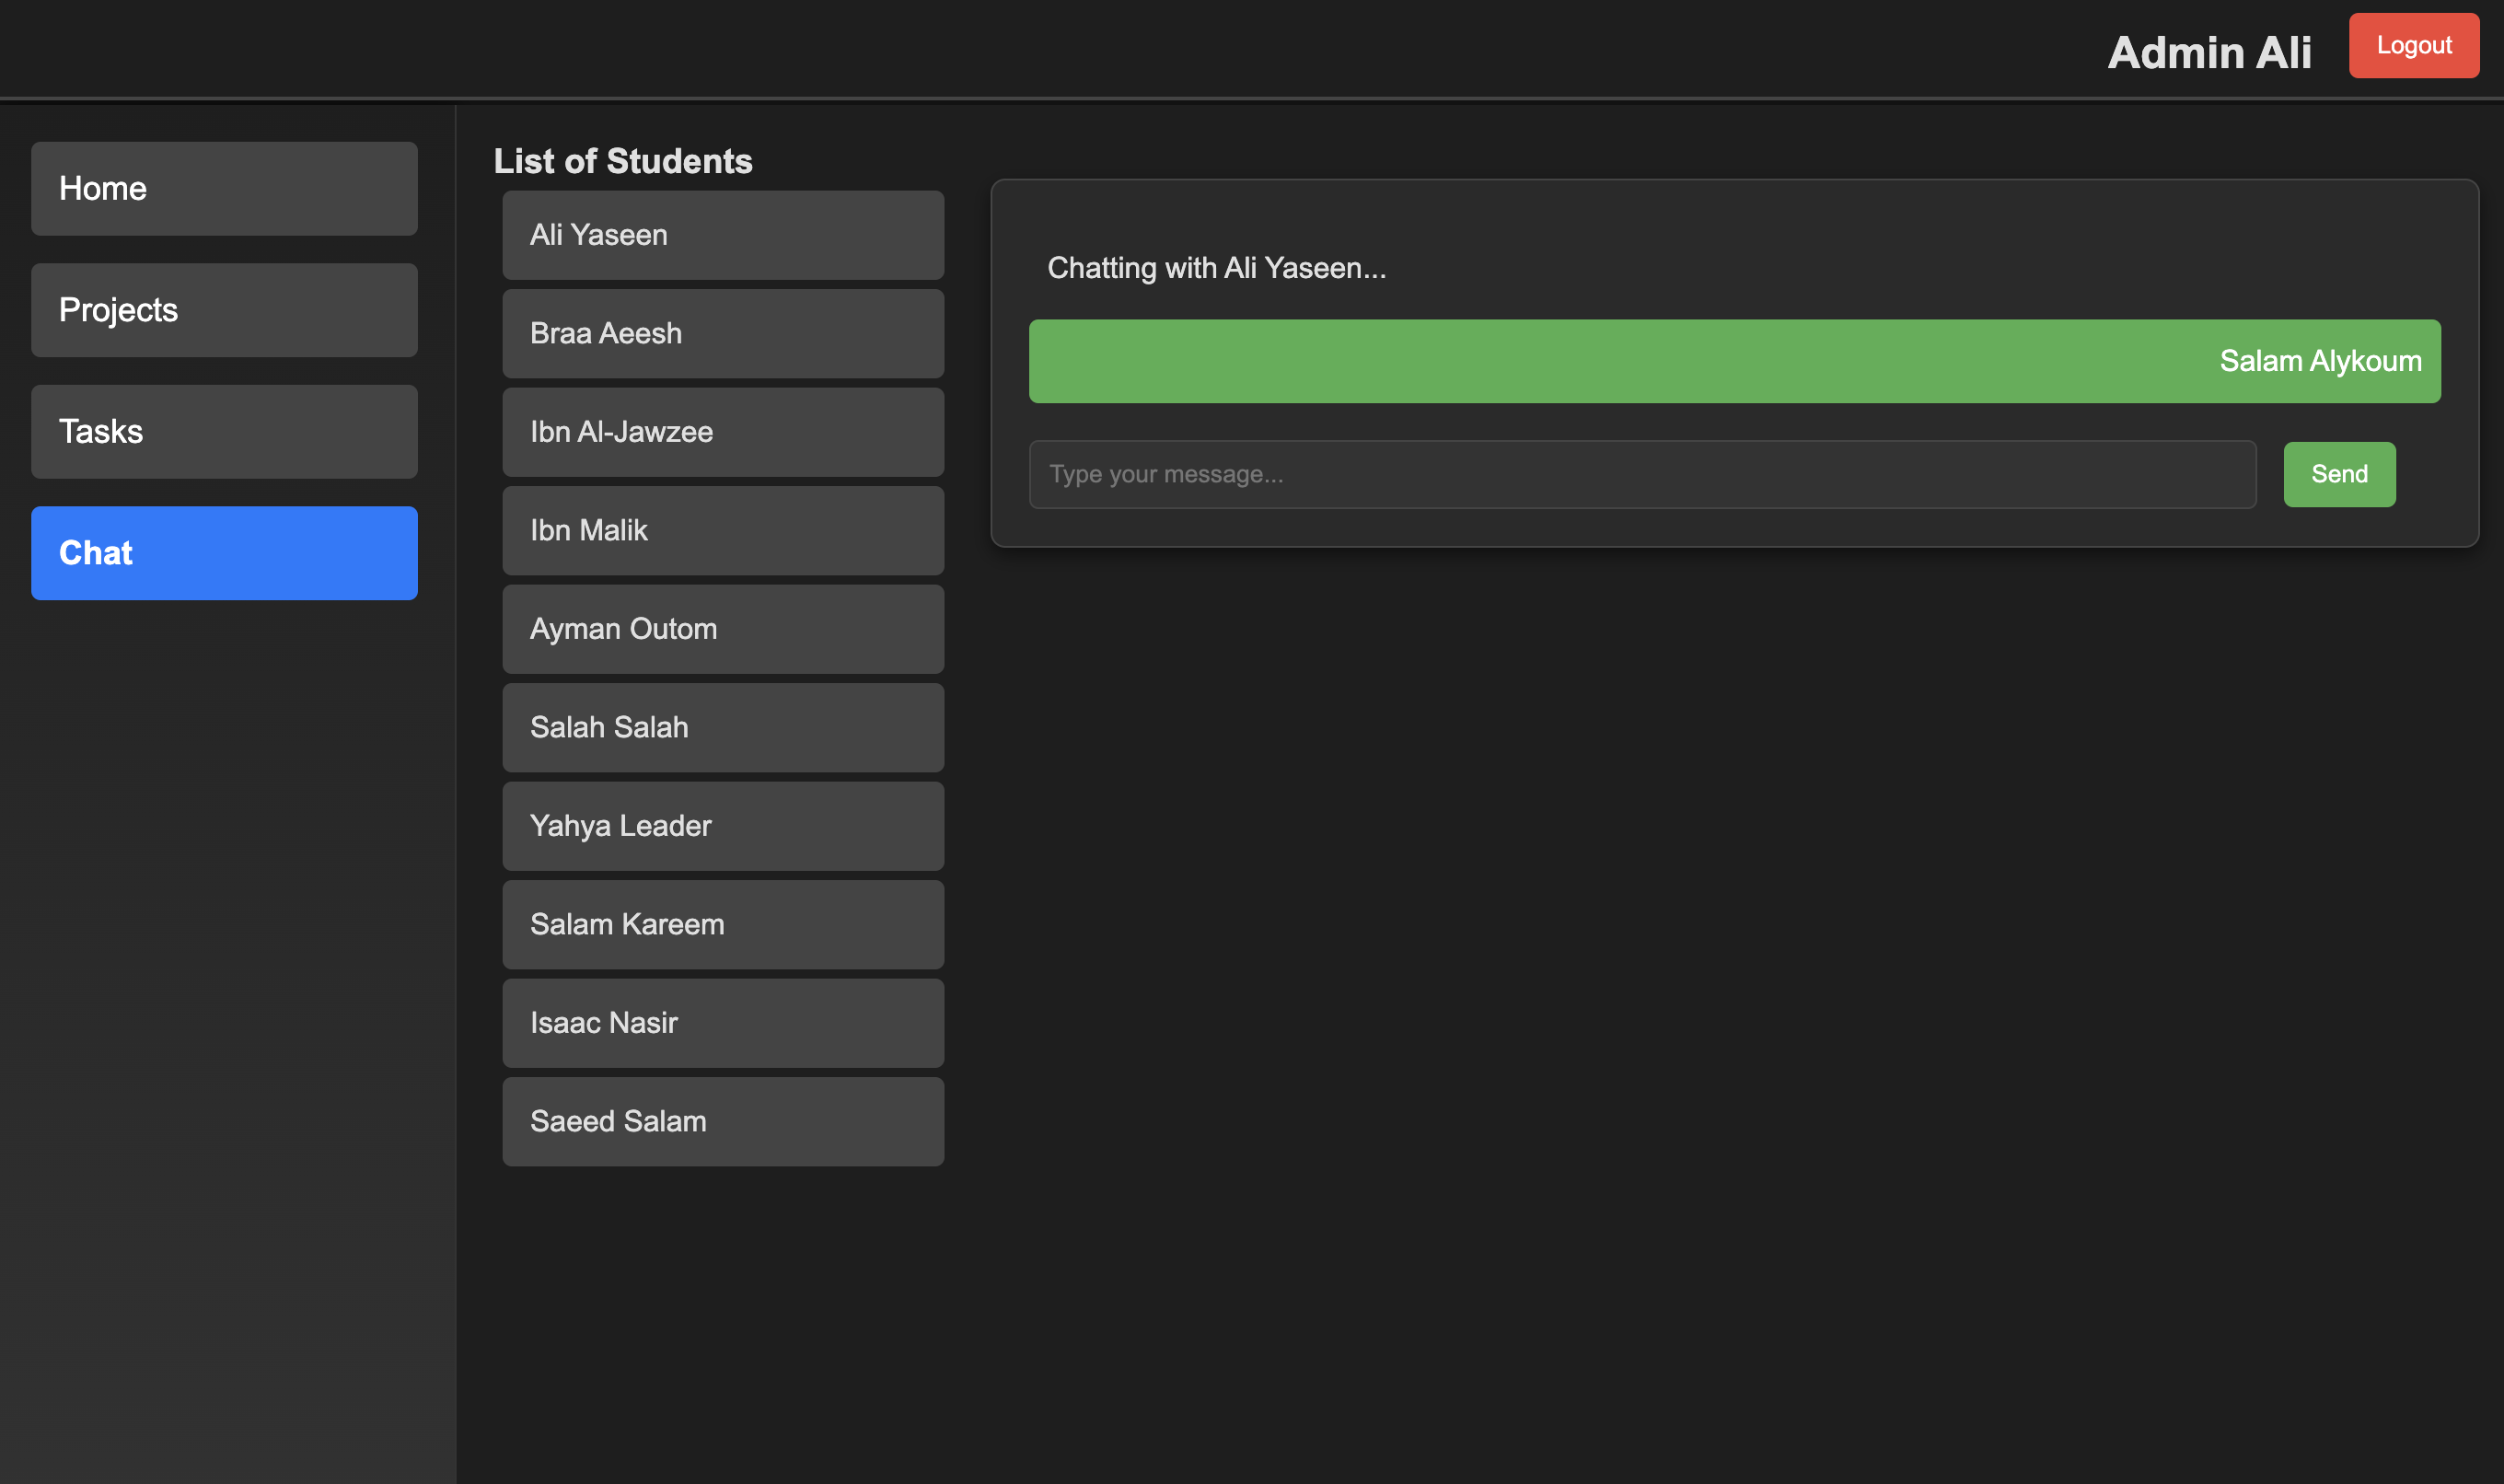 Admin Ali
Logout
Home
Projects
Tasks
Chat
List of Students
Ali Yaseen
Braa Aeesh
Ibn Al-Jawzee
Ibn Malik
Ayman Outom
Salah Salah
Yahya Leader
Salam Kareem
Isaac Nasir
Saeed Salam
Chatting with Ali Yaseen...
Salam Alykoum
Type your message...
Send